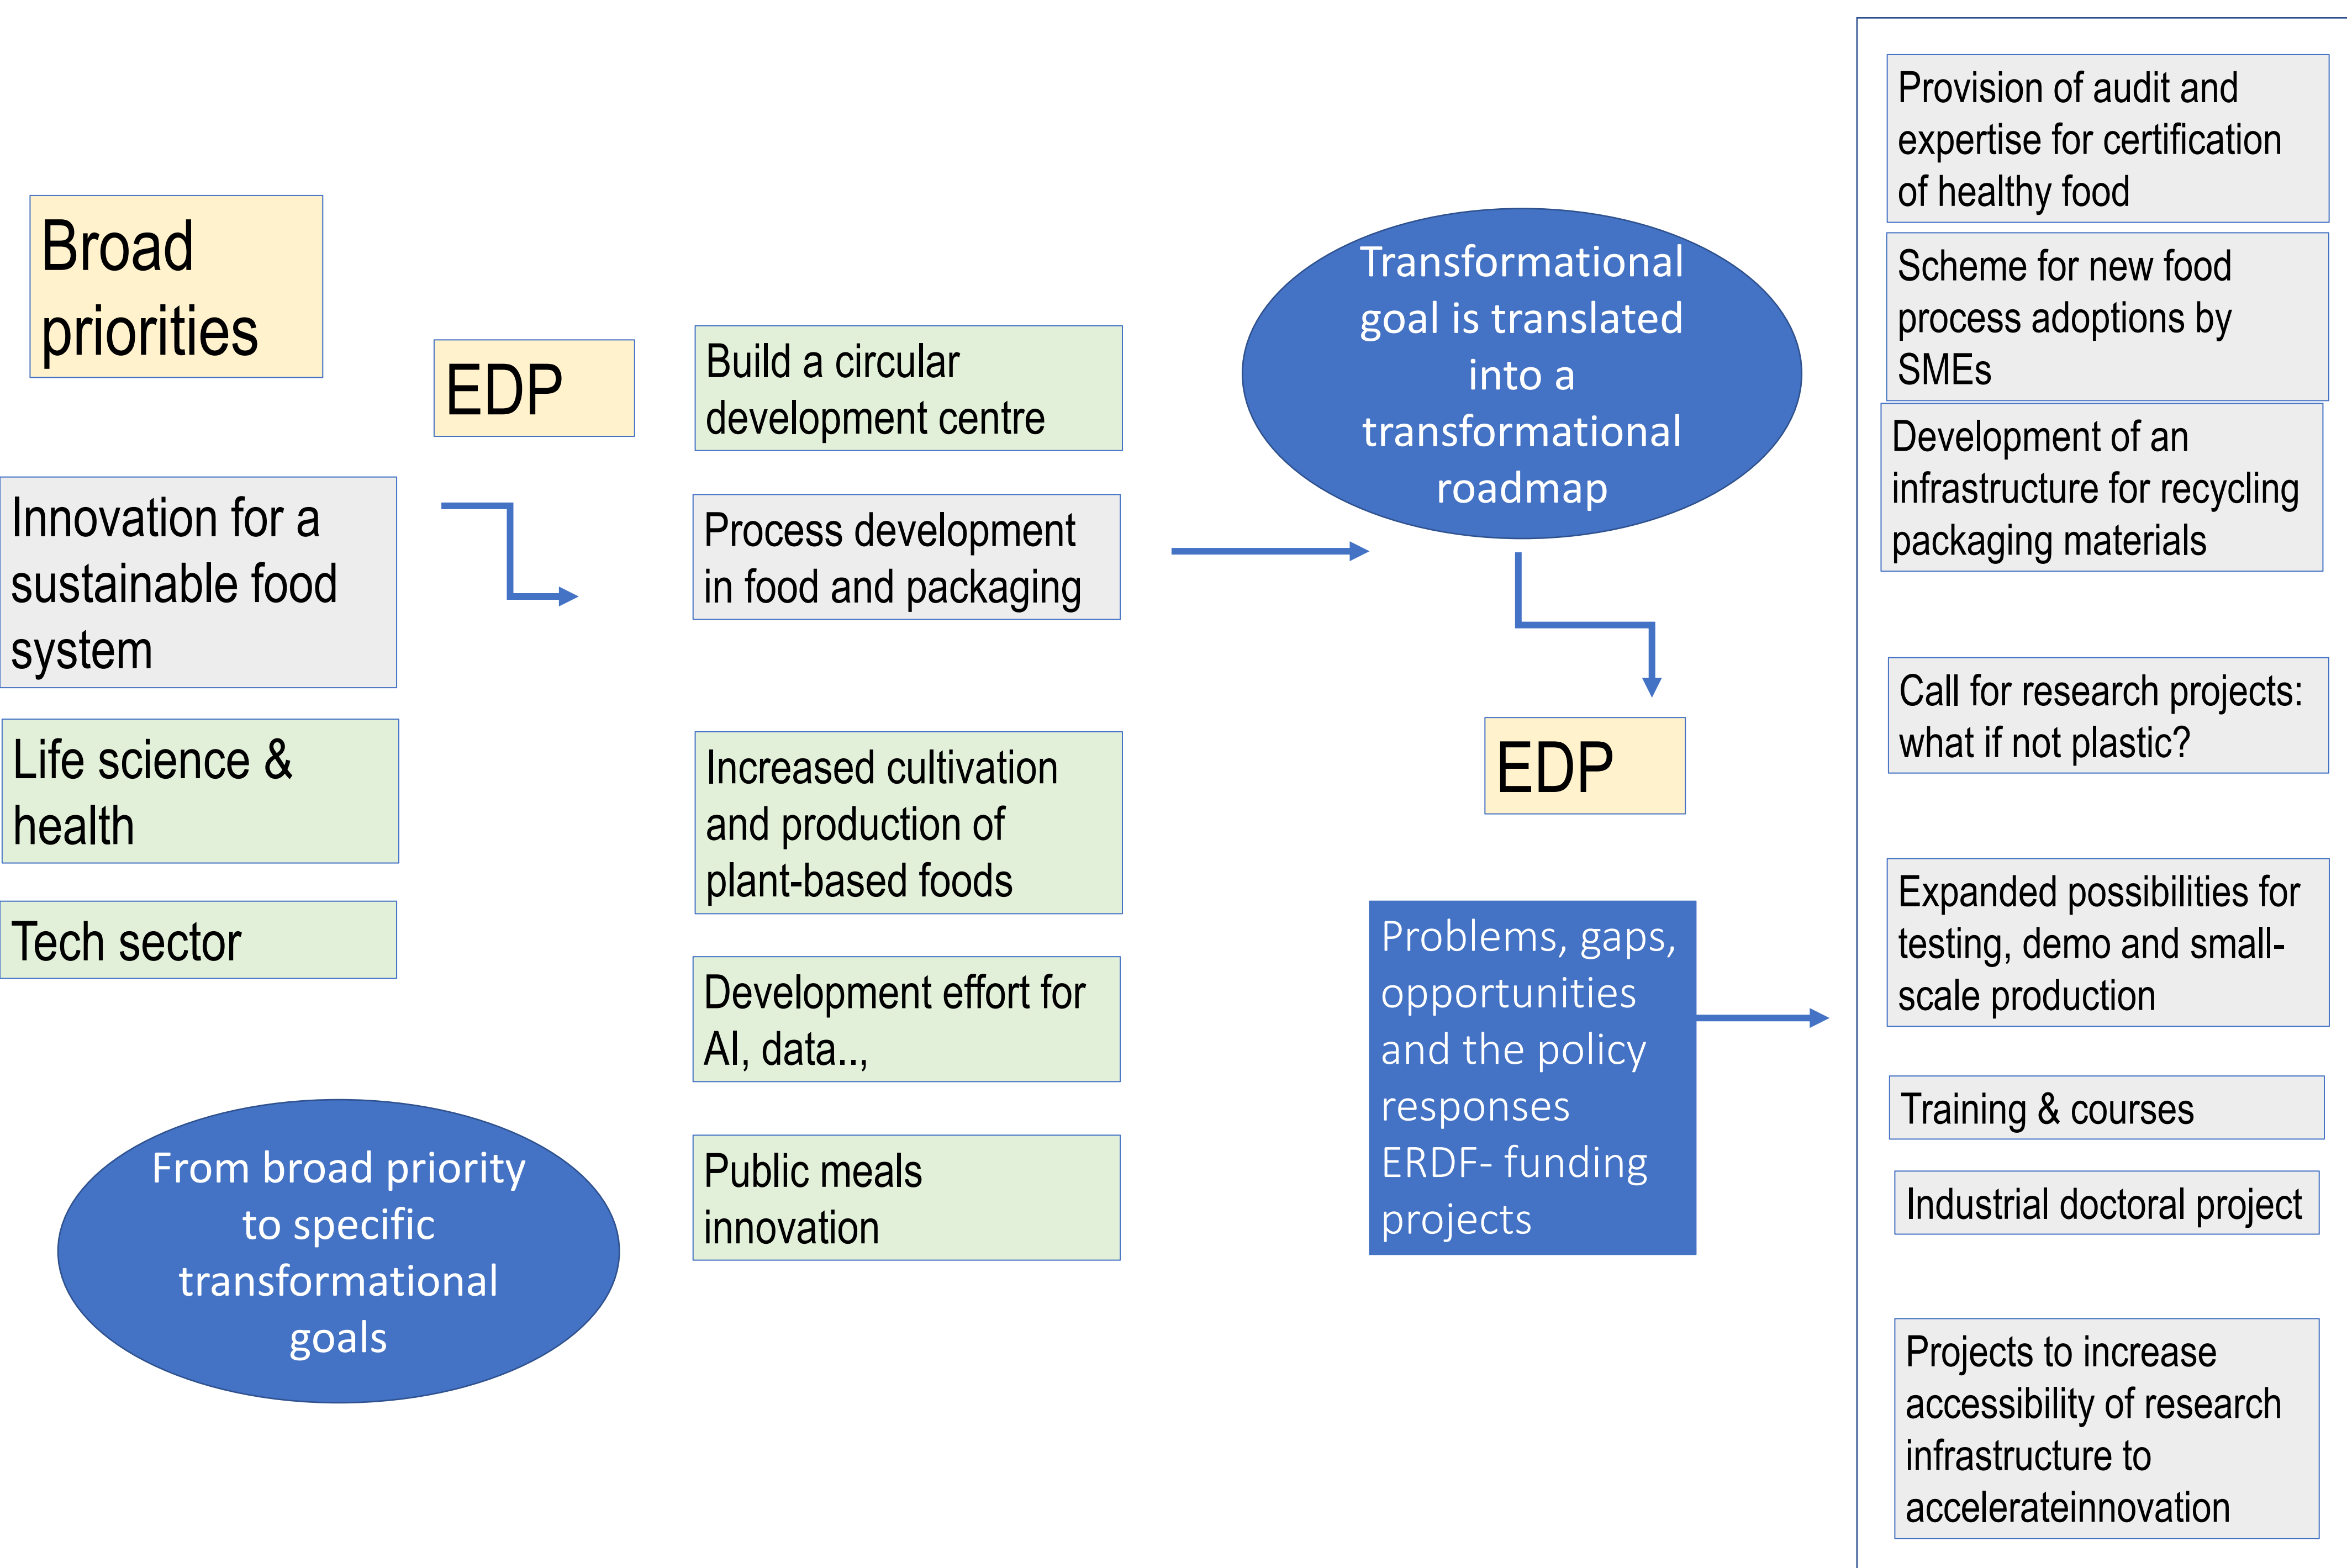 Broad
priorities
Innovation for a
sustainable food
system
Life science &
health
Tech sector
From broad priority
to specific
transformational
goals
EDP
Build a circular
development centre
Process development
in food and packaging
Increased cultivation
and production of
plant-based foods
Development effort for
AI, data..,
Public meals
innovation
Transformational
goal is translated
into a
transformational
roadmap
EDP
Problems, gaps,
opportunities
and the policy
responses
ERDF- funding
projects
Provision of audit and
expertise for certification
of healthy food
Scheme for new food
process adoptions by
SMEs
Development of an
infrastructure for recycling
packaging materials
Call for research projects:
what if not plastic?
Expanded possibilities for
testing, demo and small-
scale production
Training & courses
Industrial doctoral project
Projects to increase
accessibility of research
infrastructure to
accelerateinnovation